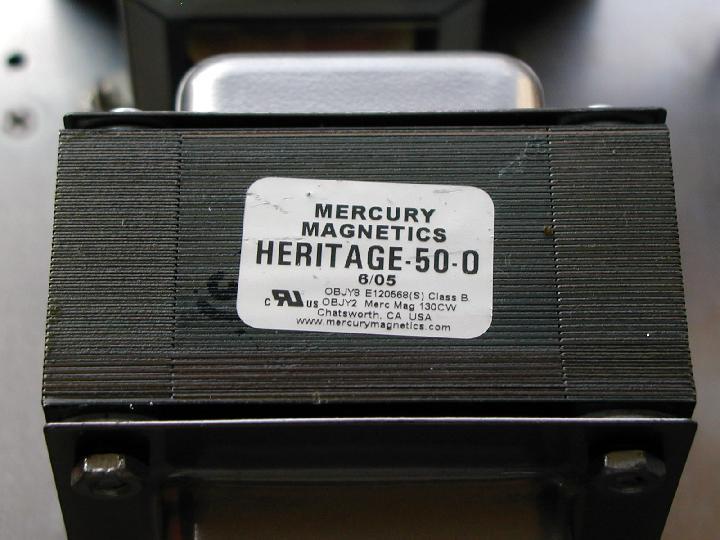 MERCURY
MAGNETICS
HERITAGE-50-O
6/05
OBJY3 E120568(S) Class B
c RU US OBJY2 Merc Mag 130CW
Chatsworth, CA USA
www.mercurymagnetics.com